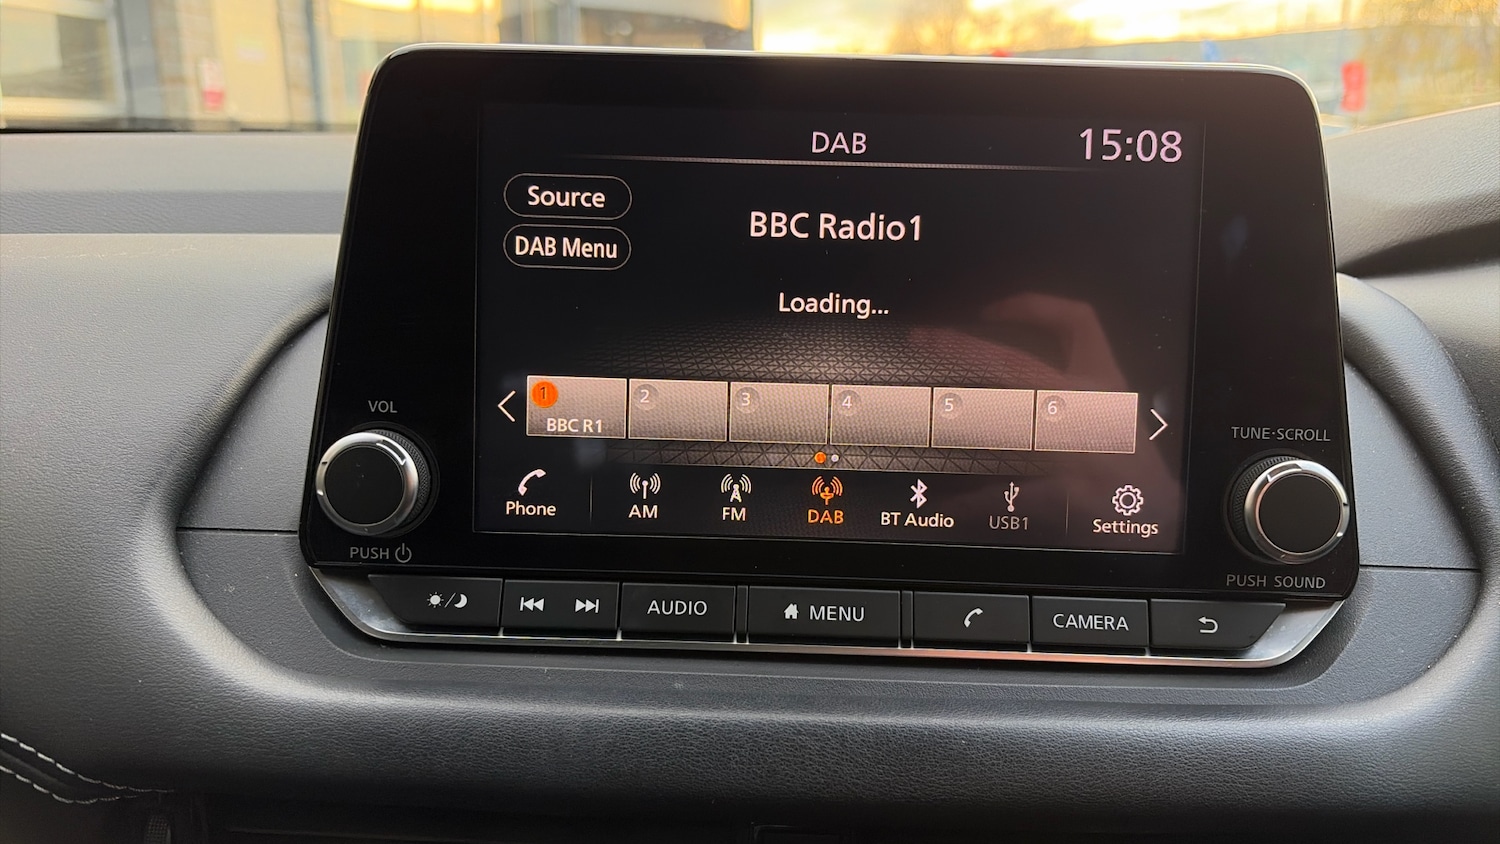 DAB
15:08
Source
DAB Menu
BBC Radio1
Loading...
1
BBC R1
2
3
4
5
6
Phone
AM
FM
DAB
BT Audio
USB1
Settings
VOL
PUSH
TUNE·SCROLL
PUSH SOUND
AUDIO
MENU
CAMERA